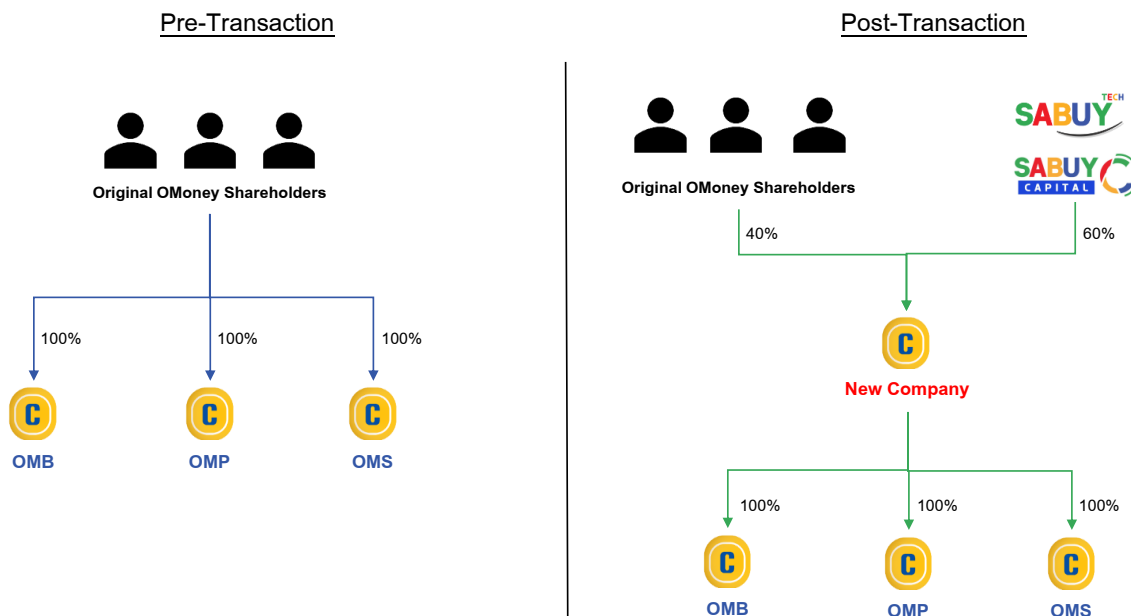 Pre-Transaction
Original OMoney Shareholders
100%
100%
100%
C
C
C
OMB
OMP
OMS
Post-Transaction
SABUY TECH
SABUY
CAPITAL
Original OMoney Shareholders
40%
60%
C
New Company
100%
100%
100%
C
C
C
OMB
OMP
OMS